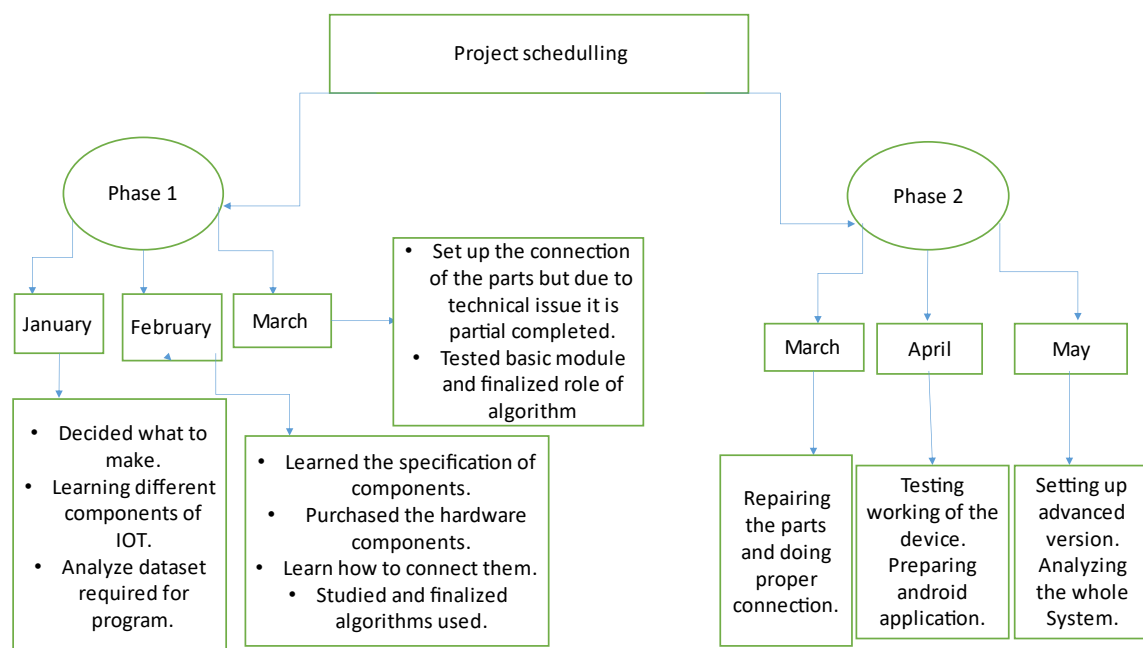 Project schedulling
Phase 1
January
February
March
• Decided what to
make.
• Learning different
components of
IOT.
• Analyze dataset
required for
program.
• Learned the specification of
components.
• Purchased the hardware
components.
• Learn how to connect them.
• Studied and finalized
algorithms used.
• Set up the connection
of the parts but due to
technical issue it is
partial completed.
• Tested basic module
and finalized role of
algorithm
Phase 2
March
April
May
Repairing
the parts
and doing
proper
connection.
Testing
working of the
device.
Preparing
android
application.
Setting up
advanced
version.
Analyzing
the whole
System.